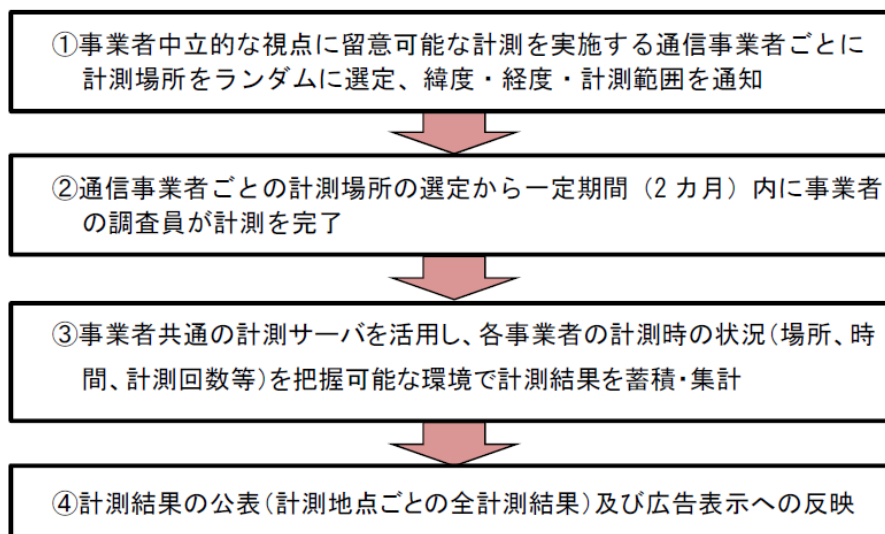 ①事業者中立的な視点に留意可能な計測を実施する通信事業者ごとに
計測場所をランダムに選定、緯度・経度・計測範囲を通知
②通信事業者ごとの計測場所の選定から一定期間（2 カ月）内に事業者
の調査員が計測を完了
③事業者共通の計測サーバを活用し、各事業者の計測時の状況（場所、時
間、計測回数等）を把握可能な環境で計測結果を蓄積・集計
④計測結果の公表（計測地点ごとの全計測結果）及び広告表示への反映